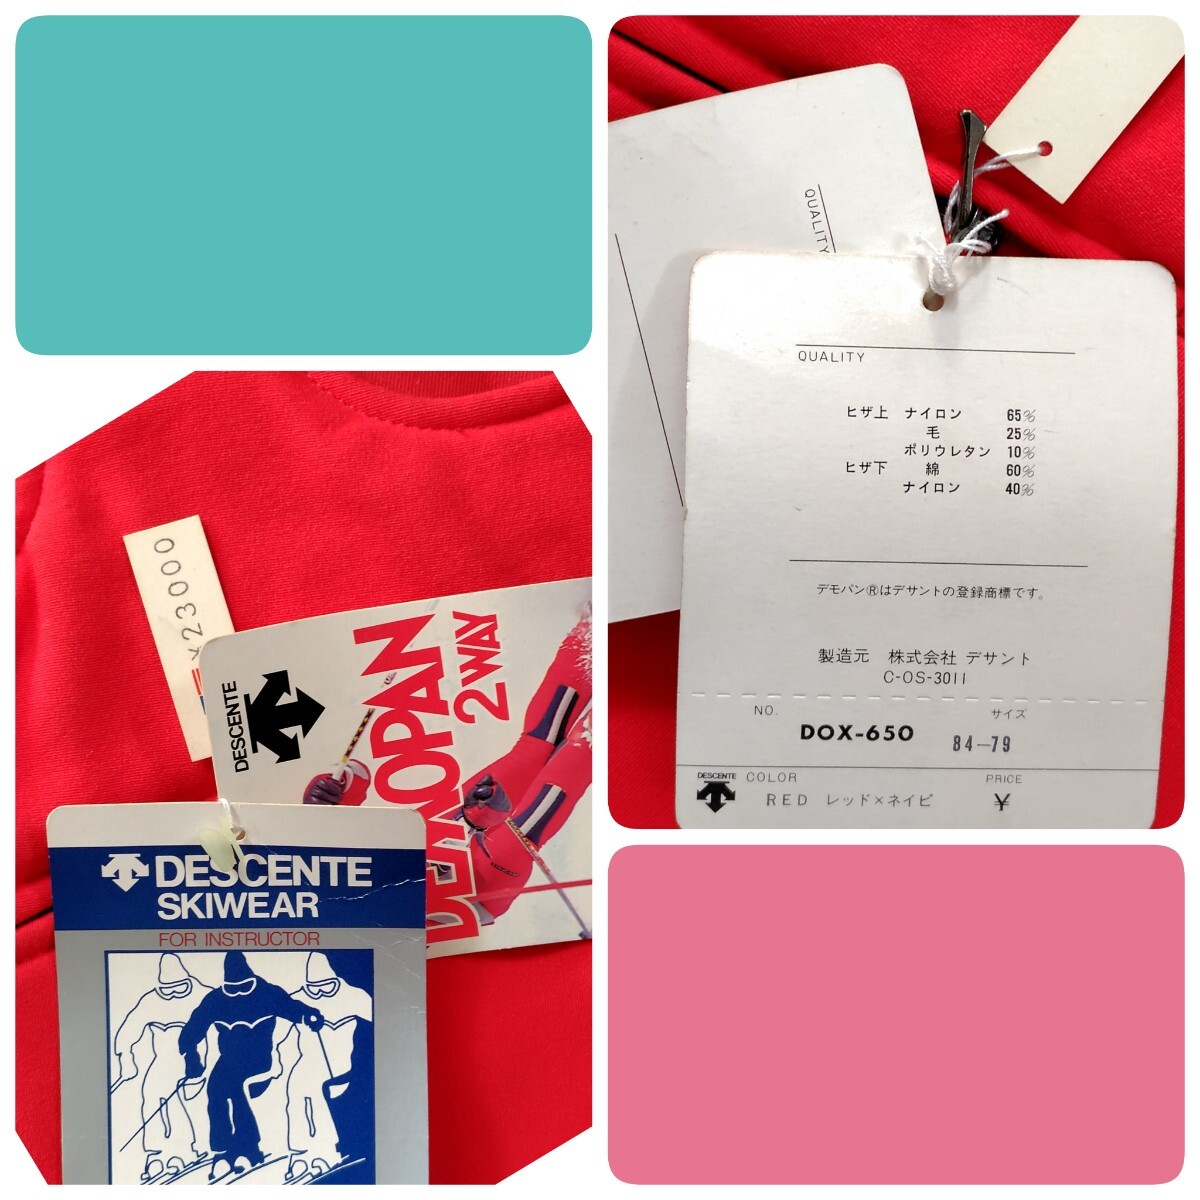 QUALITY
QUALITY
ヒザ上 ナイロン 65%
毛 25%
ポリウレタン 10%
ヒザ下 綿 60%
ナイロン 40%
デモパン®はデサントの登録商標です。
製造元 株式会社 デサント
C-OS-3011
NO. サイズ
DOX-650 84-79
DESCENTE COLOR PRICE
RED レッド×ネイビ ¥
¥23000
DESCENTE
DEMOPAN
2WAY
DESCENTE
SKIWEAR
FOR INSTRUCTOR